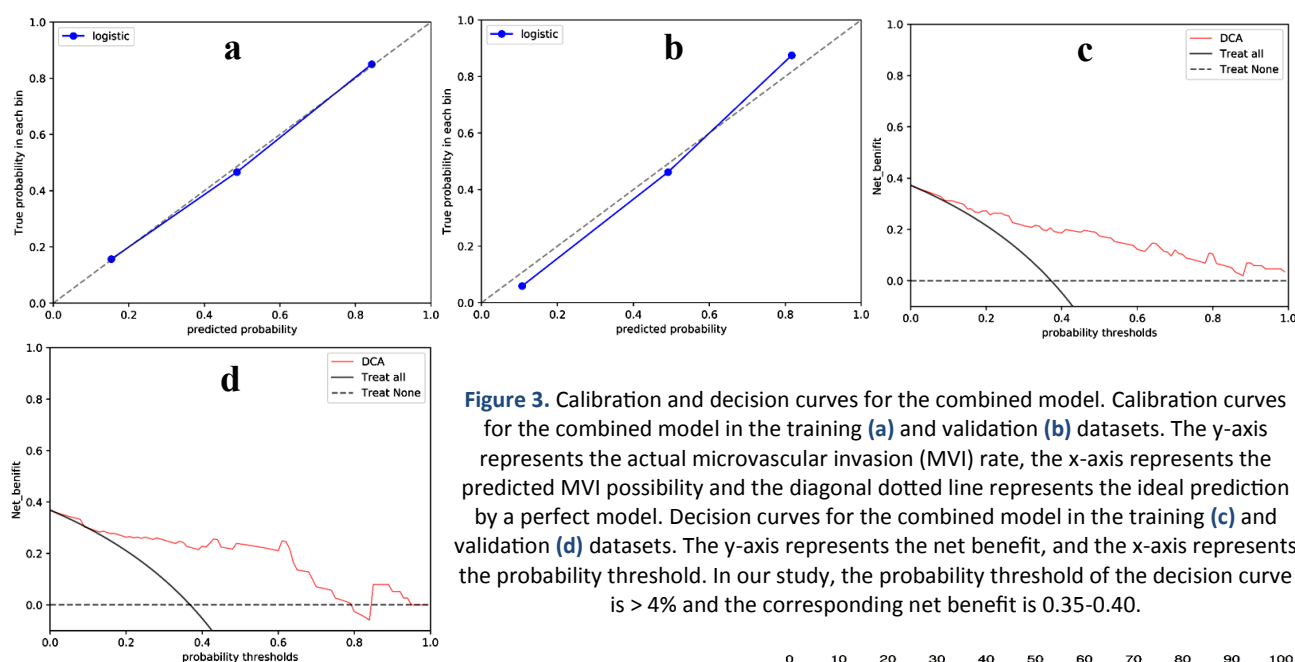 1.0
0.8
0.6
0.4
0.2
0.0
True probability in each bin
logistic
a
0.0 0.2 0.4 0.6 0.8 1.0
predicted probability
1.0
0.8
0.6
0.4
0.2
0.0
True probability in each bin
logistic
b
0.0 0.2 0.4 0.6 0.8 1.0
predicted probability
1.0
0.8
0.6
0.4
0.2
0.0
Net_benifit
c
DCA
Treat all
Treat None
0.0 0.2 0.4 0.6 0.8 1.0
probability thresholds
1.0
0.8
0.6
0.4
0.2
0.0
Net_benifit
d
DCA
Treat all
Treat None
0.0 0.2 0.4 0.6 0.8 1.0
probability thresholds
Figure 3. Calibration and decision curves for the combined model. Calibration curves
for the combined model in the training (a) and validation (b) datasets. The y-axis
represents the actual microvascular invasion (MVI) rate, the x-axis represents the
predicted MVI possibility and the diagonal dotted line represents the ideal prediction
by a perfect model. Decision curves for the combined model in the training (c) and
validation (d) datasets. The y-axis represents the net benefit, and the x-axis represents
the probability threshold. In our study, the probability threshold of the decision curve
is > 4% and the corresponding net benefit is 0.35-0.40.
0 10 20 30 40 50 60 70 80 90 100